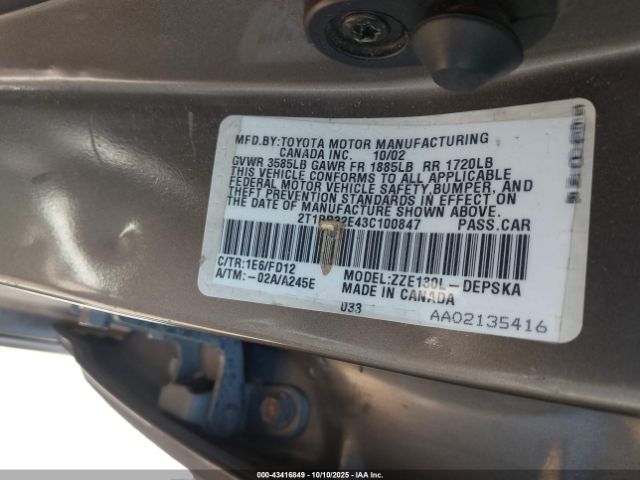 MFD.BY:TOYOTA MOTOR MANUFACTURING
CANADA INC. 10/02
GVWR 3585LB GAWR FR 1885LB RR 1720LB
THIS VEHICLE CONFORMS TO ALL APPLICABLE
FEDERAL MOTOR VEHICLE SAFETY,BUMPER, AND
THEFT PREVENTION STANDARDS IN EFFECT ON
THE DATE OF MANUFACTURE SHOWN ABOVE.
PASS.CAR
C/TR:1E6/FD12 MODEL:ZZE130L-DEPSKA
A/TM:-02A/A245E MADE IN CANADA
U33
AA02135416
000-43416849 - 10/10/2025 - IAAI, Inc.